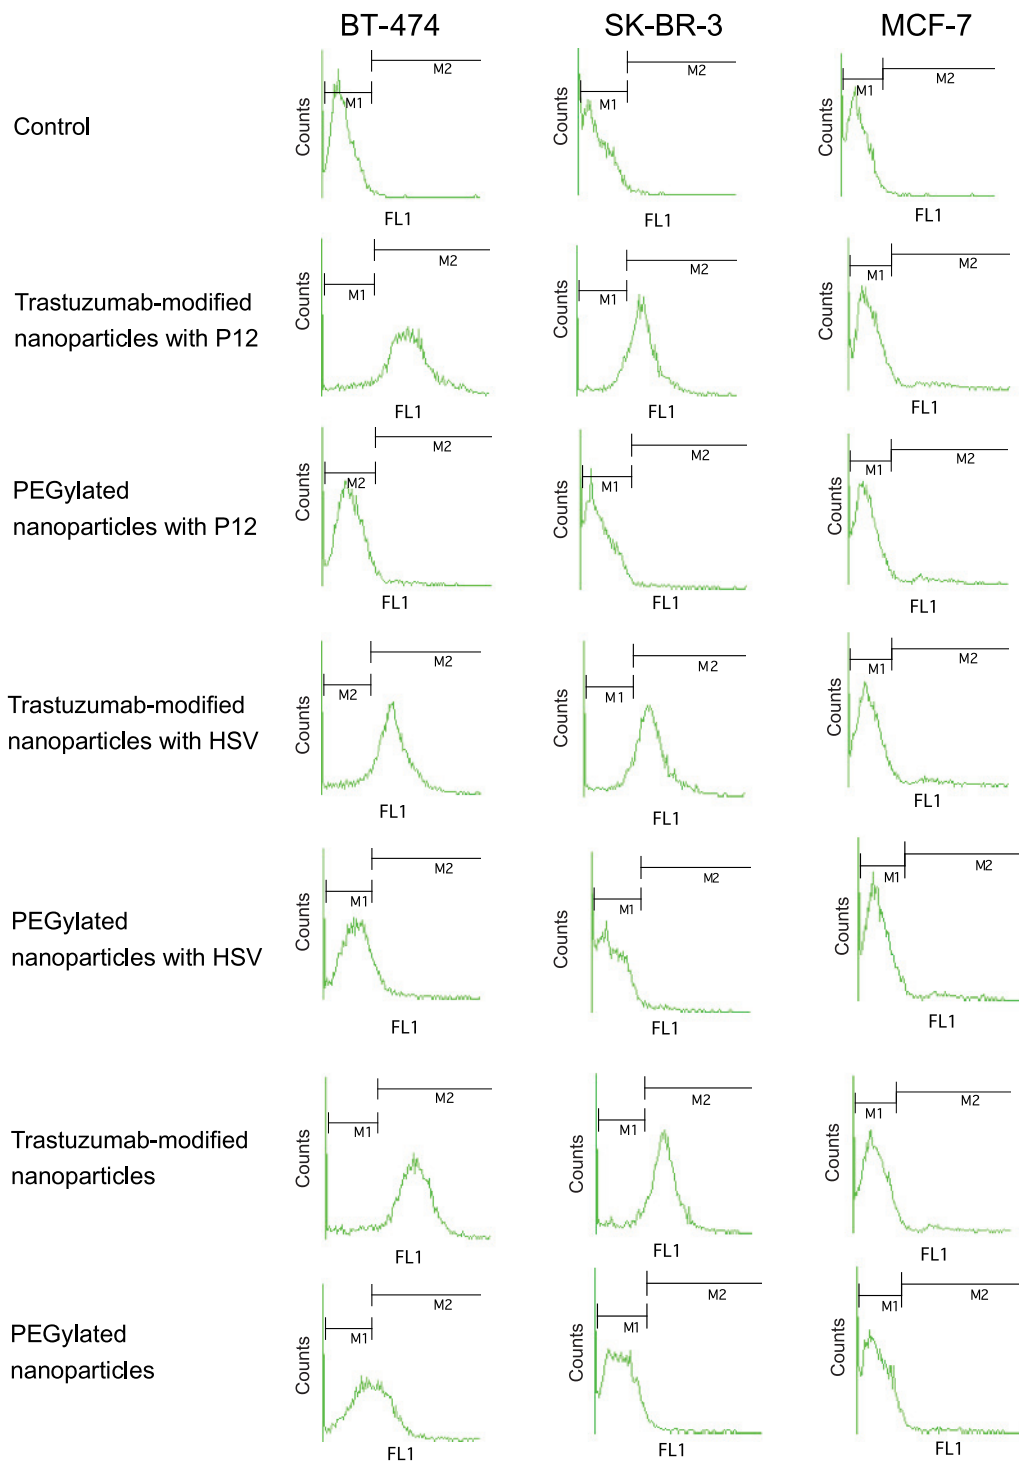 BT-474 SK-BR-3 MCF-7
Control
Counts M1 M2 FL1
Counts M1 M2 FL1
Counts M1 M2 FL1
Trastuzumab-modified
nanoparticles with P12
Counts M1 M2 FL1
Counts M1 M2 FL1
Counts M1 M2 FL1
PEGylated
nanoparticles with P12
Counts M2 M2 FL1
Counts M1 M2 FL1
Counts M1 M2 FL1
Trastuzumab-modified
nanoparticles with HSV
Counts M2 M2 FL1
Counts M1 M2 FL1
Counts M1 M2 FL1
PEGylated
nanoparticles with HSV
Counts M1 M2 FL1
Counts M1 M2 FL1
Counts M1 M2 FL1
Trastuzumab-modified
nanoparticles
Counts M1 M2 FL1
Counts M1 M2 FL1
Counts M1 M2 FL1
PEGylated
nanoparticles
Counts M1 M2 FL1
Counts M1 M2 FL1
Counts M1 M2 FL1